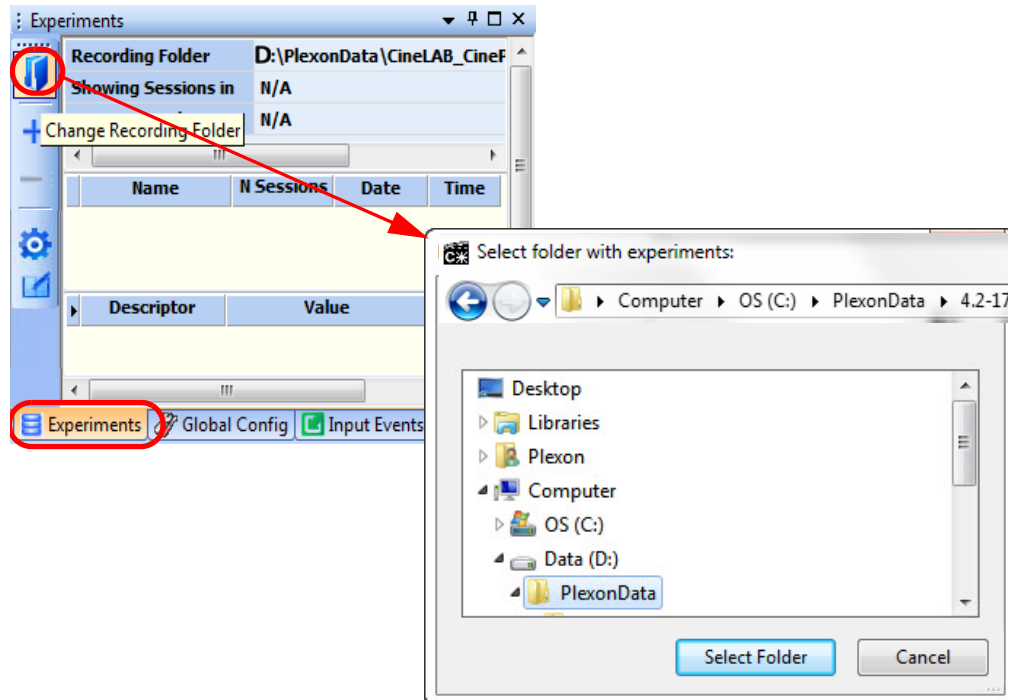 Experiments
Recording Folder D:\PlexonData\CineLAB_CineP
Showing Sessions in N/A
N/A
Change Recording Folder
Name N Sessions Date Time
Descriptor Value
Experiments Global Config Input Events
Select folder with experiments:
Computer OS (C:) PlexonData 4.2-17
Desktop
Libraries
Plexon
Computer
OS (C:)
Data (D:)
PlexonData
Select Folder Cancel